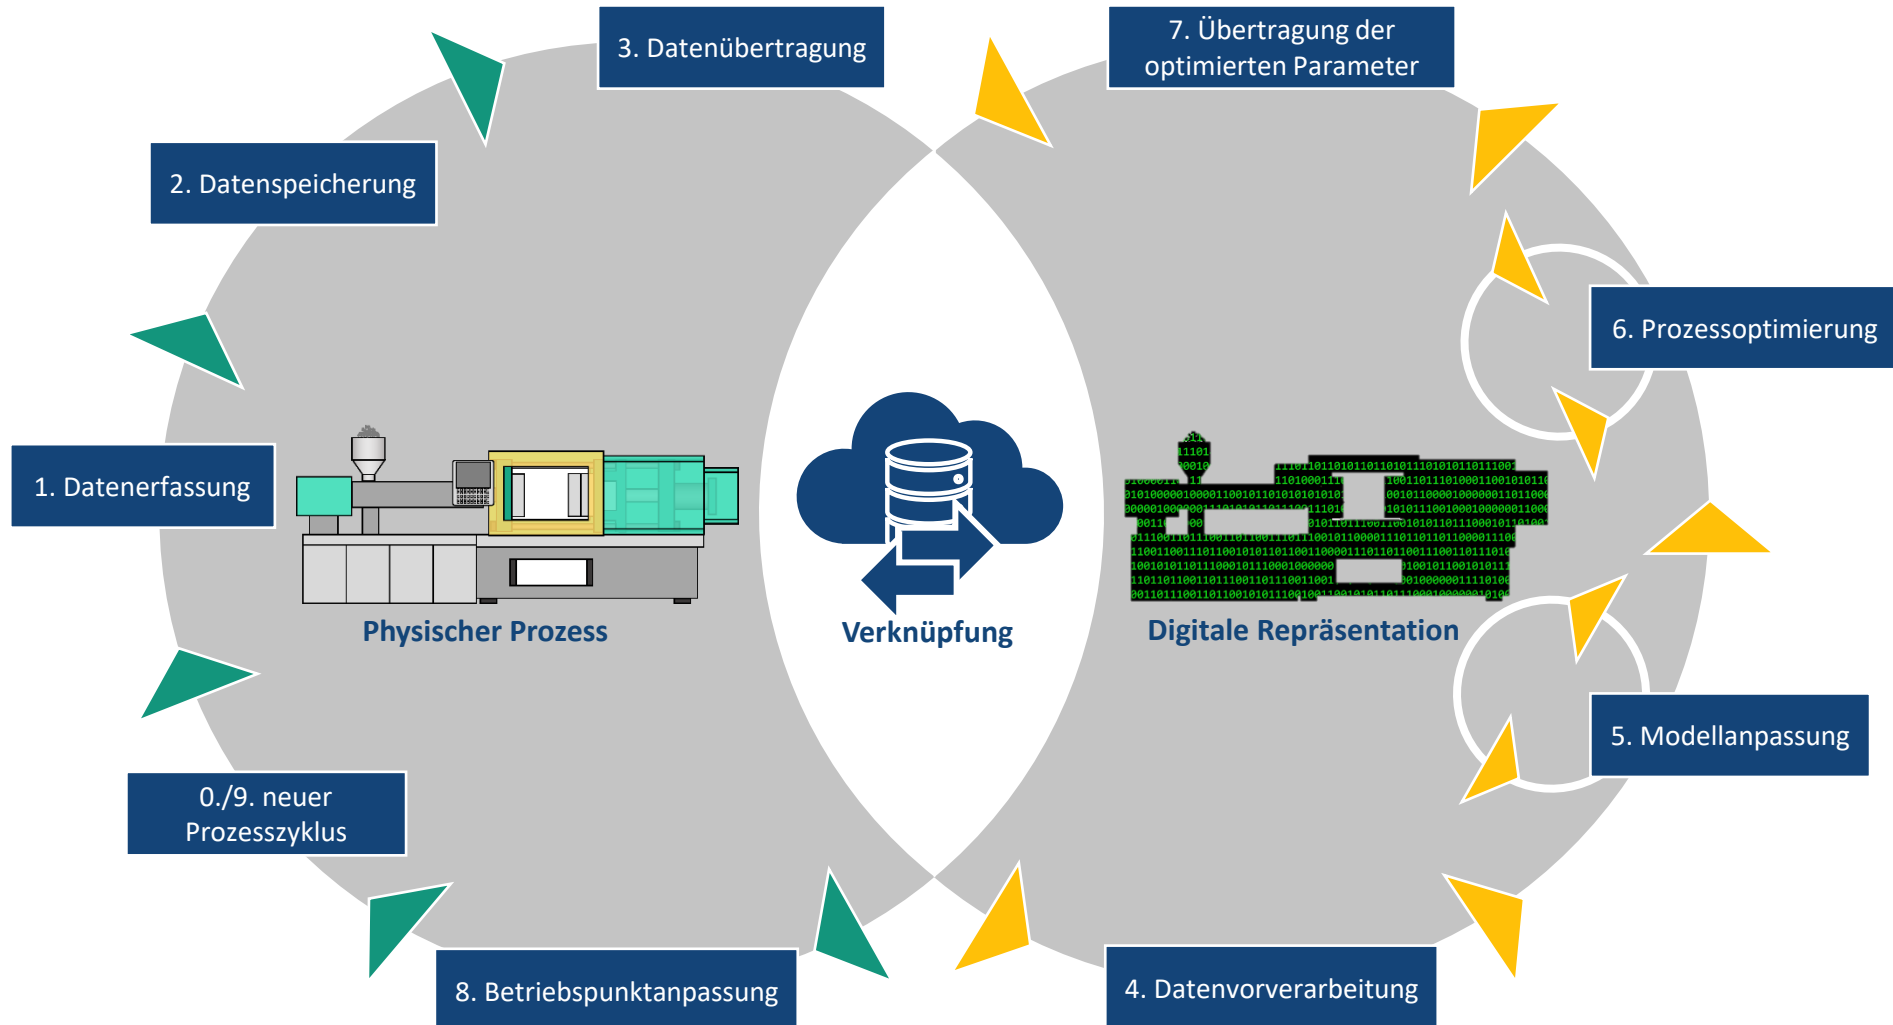 3. Datenübertragung
7. Übertragung der
optimierten Parameter
2. Datenspeicherung
6. Prozessoptimierung
1. Datenerfassung
Physischer Prozess
Verknüpfung
Digitale Repräsentation
5. Modellanpassung
0./9. neuer
Prozesszyklus
8. Betriebspunktanpassung
4. Datenvorverarbeitung